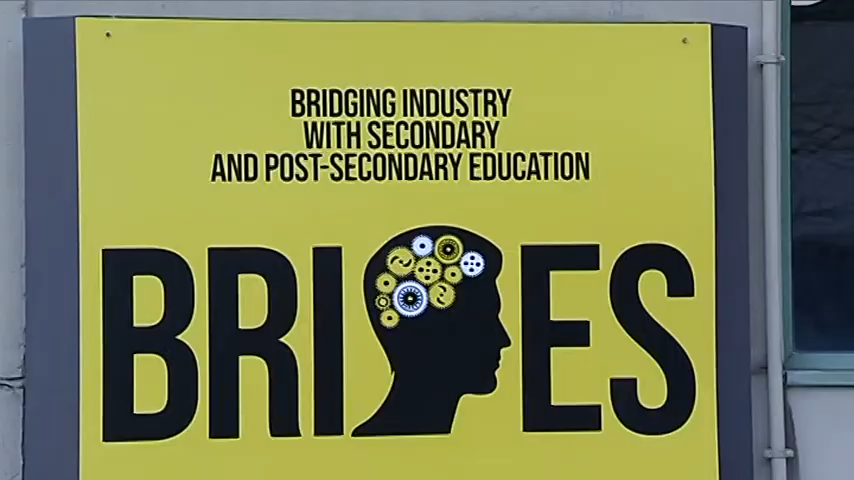 BRIDGING INDUSTRY
WITH SECONDARY
AND POST-SECONDARY EDUCATION
BRI ES